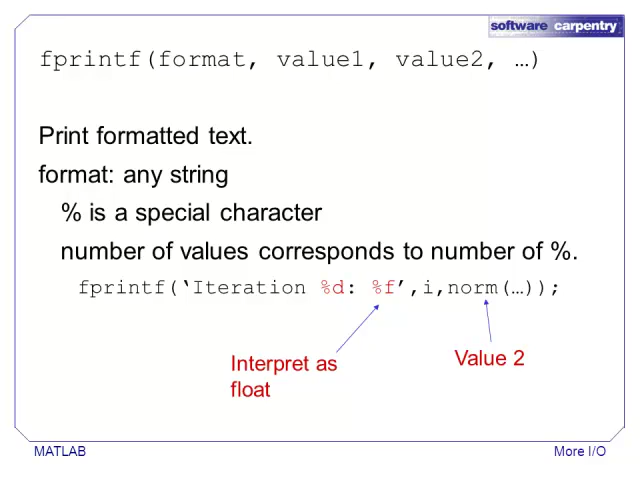 software carpentry
fprintf(format, value1, value2, …)
Print formatted text.
format: any string
% is a special character
number of values corresponds to number of %.
fprintf(‘Iteration %d: %f’,i,norm(…));
Interpret as
float
Value 2
MATLAB
More I/O